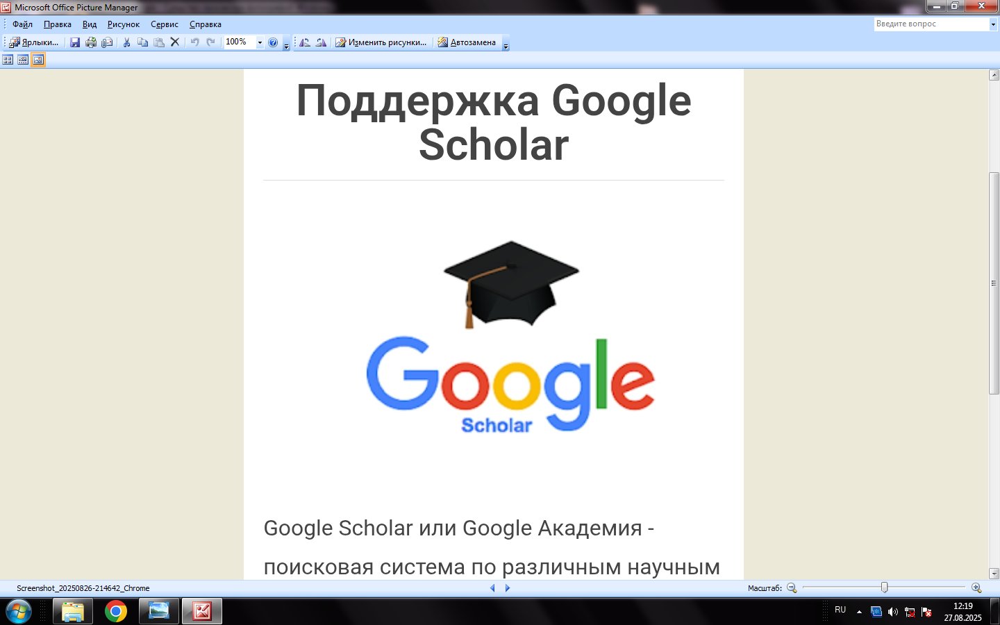 Microsoft Office Picture Manager
Файл Правка Вид Рисунок Сервис Справка
Введите вопрос
Ярлыки... 100% Изменить рисунки... Автозамена
Поддержка Google
Scholar
Google
Scholar
Google Scholar или Google Академия -
поисковая система по различным научным
Screenshot_20250826-214642_Chrome
Масштаб:
RU
12:19
27.08.2025